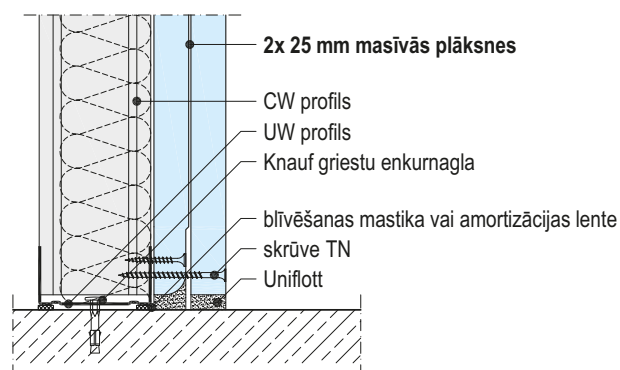 2x 25 mm masīvās plāksnes
CW profils
UW profils
Knauf griestu enkurnagla
blīvēšanas mastika vai amortizācijas lente
skrūve TN
Uniflott